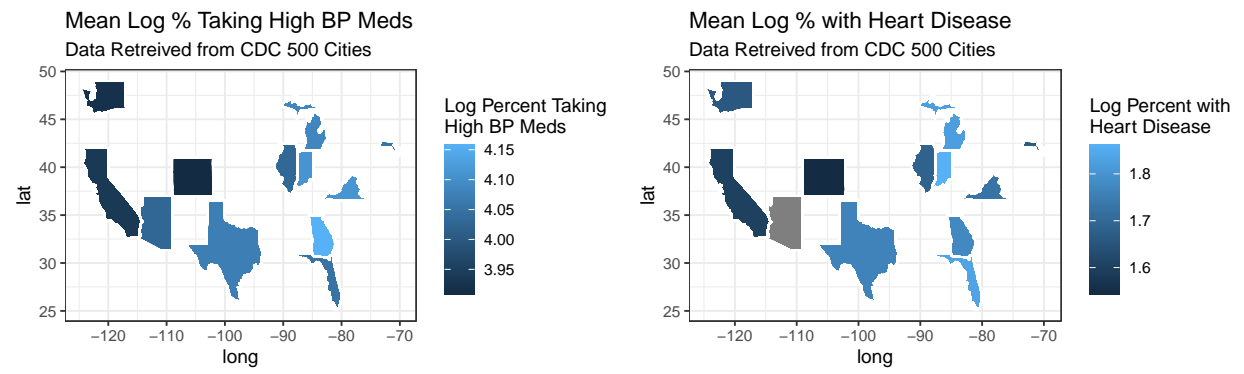 Mean Log % Taking High BP Meds
Data Retreived from CDC 500 Cities
50
45
40
35
30
25
lat
−120
−110
−100
−90
−80
−70
long
Log Percent Taking
High BP Meds
4.15
4.10
4.05
4.00
3.95
Mean Log % with Heart Disease
Data Retreived from CDC 500 Cities
50
45
40
35
30
25
lat
−120
−110
−100
−90
−80
−70
long
Log Percent with
Heart Disease
1.8
1.7
1.6